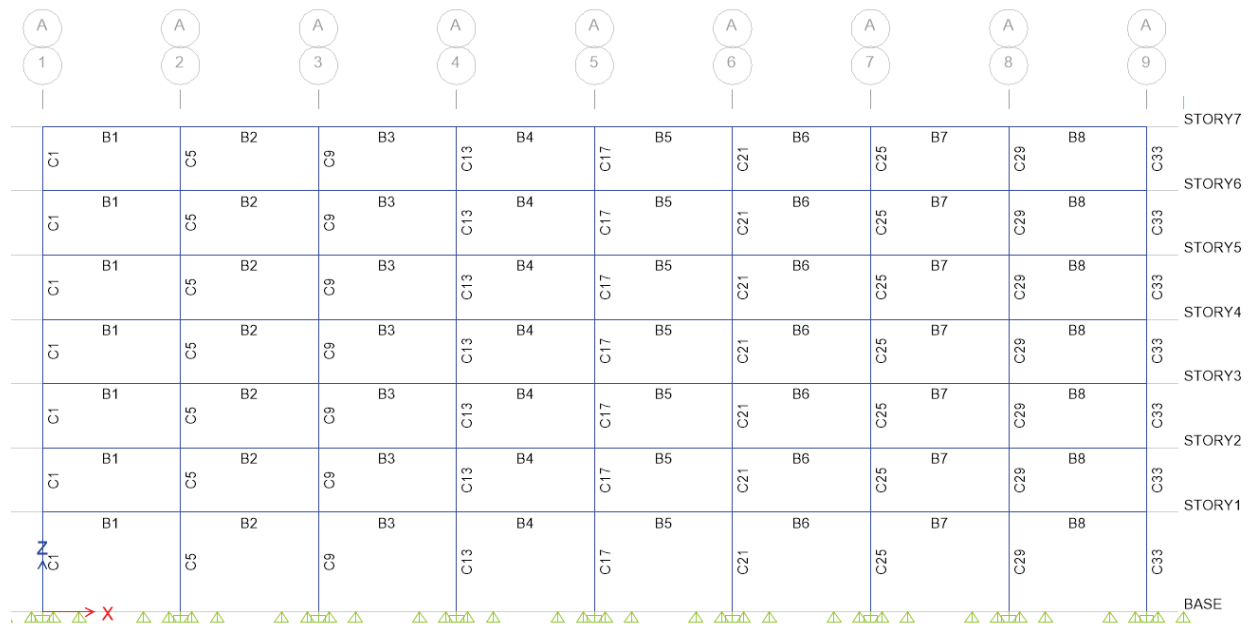 A A A A A A A A A
1 2 3 4 5 6 7 8 9
STORY7
B1 B2 B3 B4 B5 B6 B7 B8
C1 C5 C9 C13 C17 C21 C25 C29 C33
STORY6
B1 B2 B3 B4 B5 B6 B7 B8
C1 C5 C9 C13 C17 C21 C25 C29 C33
STORY5
B1 B2 B3 B4 B5 B6 B7 B8
C1 C5 C9 C13 C17 C21 C25 C29 C33
STORY4
B1 B2 B3 B4 B5 B6 B7 B8
C1 C5 C9 C13 C17 C21 C25 C29 C33
STORY3
B1 B2 B3 B4 B5 B6 B7 B8
C1 C5 C9 C13 C17 C21 C25 C29 C33
STORY2
B1 B2 B3 B4 B5 B6 B7 B8
C1 C5 C9 C13 C17 C21 C25 C29 C33
STORY1
B1 B2 B3 B4 B5 B6 B7 B8
Z
C1 C5 C9 C13 C17 C21 C25 C29 C33
BASE
X